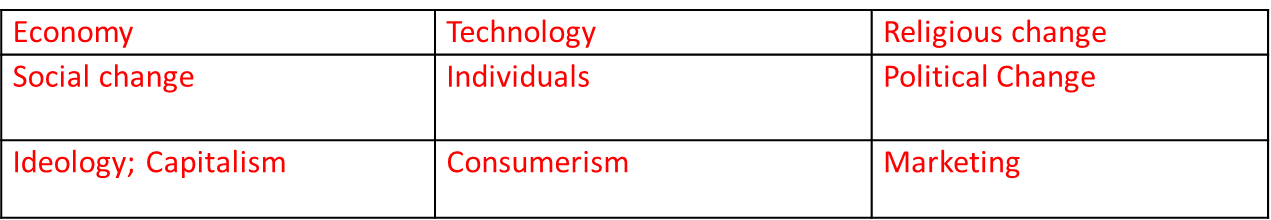 Economy
Technology
Religious change
Social change
Individuals
Political Change
Ideology; Capitalism
Consumerism
Marketing